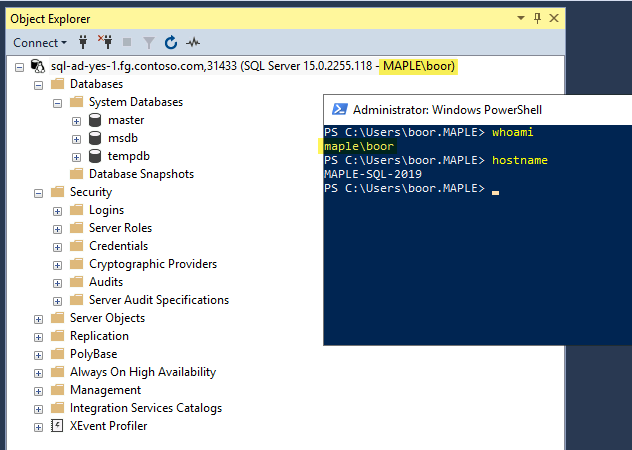 Object Explorer
Connect
sql-ad-yes-1.fg.contoso.com,31433 (SQL Server 15.0.2255.118 - MAPLE\boor)
Databases
System Databases
master
msdb
tempdb
Database Snapshots
Security
Logins
Server Roles
Credentials
Cryptographic Providers
Audits
Server Audit Specifications
Server Objects
Replication
PolyBase
Always On High Availability
Management
Integration Services Catalogs
XEvent Profiler
Administrator: Windows PowerShell
PS C:\Users\boor.MAPLE> whoami
maple\boor
PS C:\Users\boor.MAPLE> hostname
MAPLE-SQL-2019
PS C:\Users\boor.MAPLE>